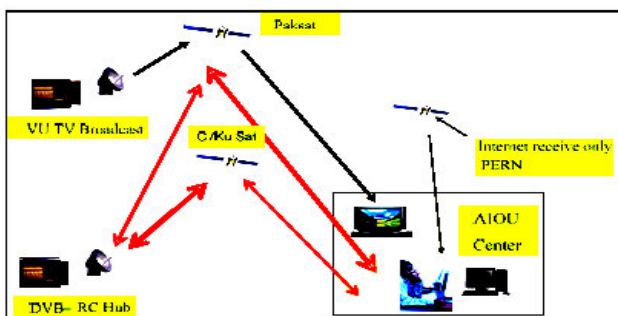 Paksat
VU TV Broadcast
C/Ku Sat
Internet receive only
PERN
AIOU
Center
DVB– RC Hub